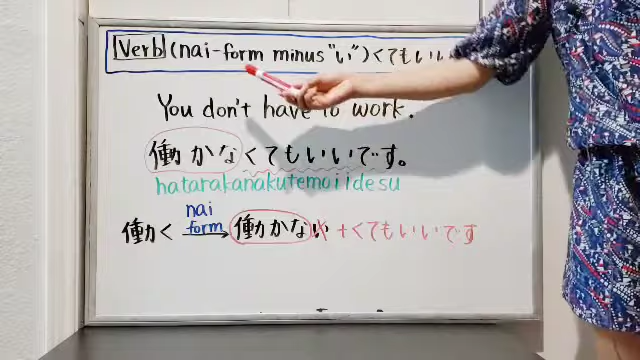 Verb (nai-form minus "い") くてもいい
You don't have to work.
働かなくてもいいです。
hatarakanakutemoiidesu
働く nai form → 働かない + くてもいいです